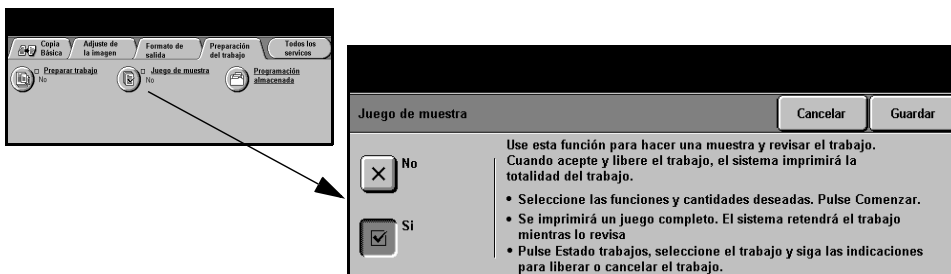 Copia Básica
Adjuste de la imagen
Formato de salida
Preparación del trabajo
Todos los servicos
Preparar trabajo
No
Juego de muestra
No
Programación almacenada
Juego de muestra
Cancelar
Guardar
No
Si
Use esta función para hacer una muestra y revisar el trabajo.
Cuando acepte y libere el trabajo, el sistema imprimirá la
totalidad del trabajo.
• Seleccione las funciones y cantidades deseadas. Pulse Comenzar.
• Se imprimirá un juego completo. El sistema retendrá el trabajo
mientras lo revisa
• Pulse Estado trabajos, seleccione el trabajo y siga las indicaciones
para liberar o cancelar el trabajo.